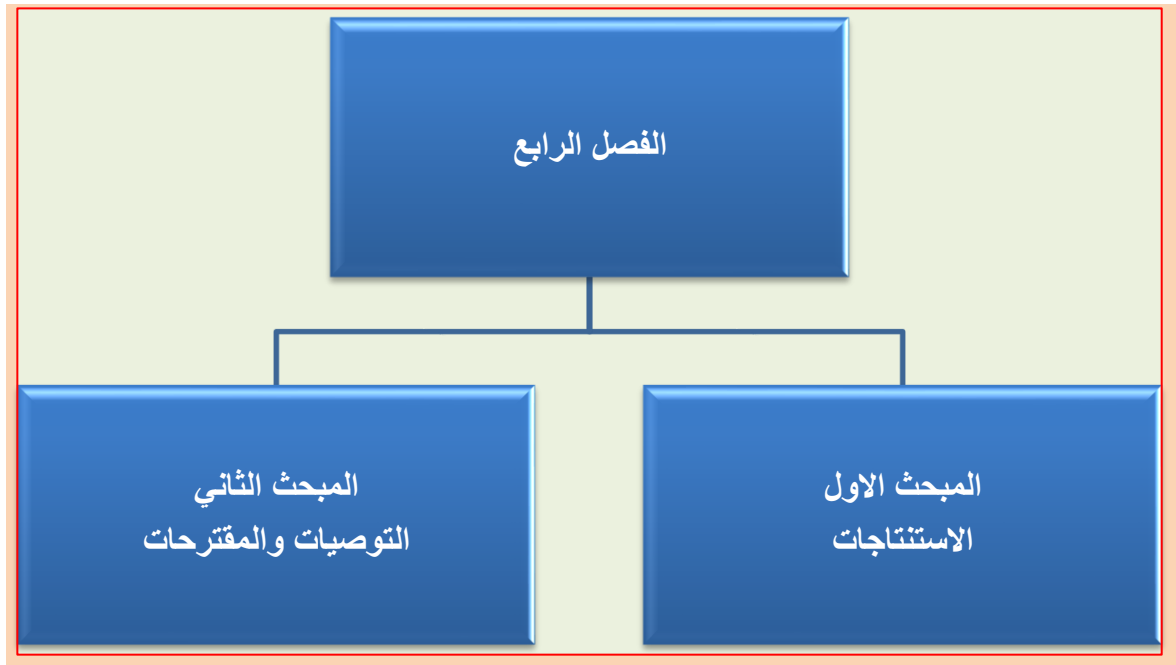 الفصل الرابع
المبحث الاول
الاستنتاجات
المبحث الثاني
التوصيات والمقترحات